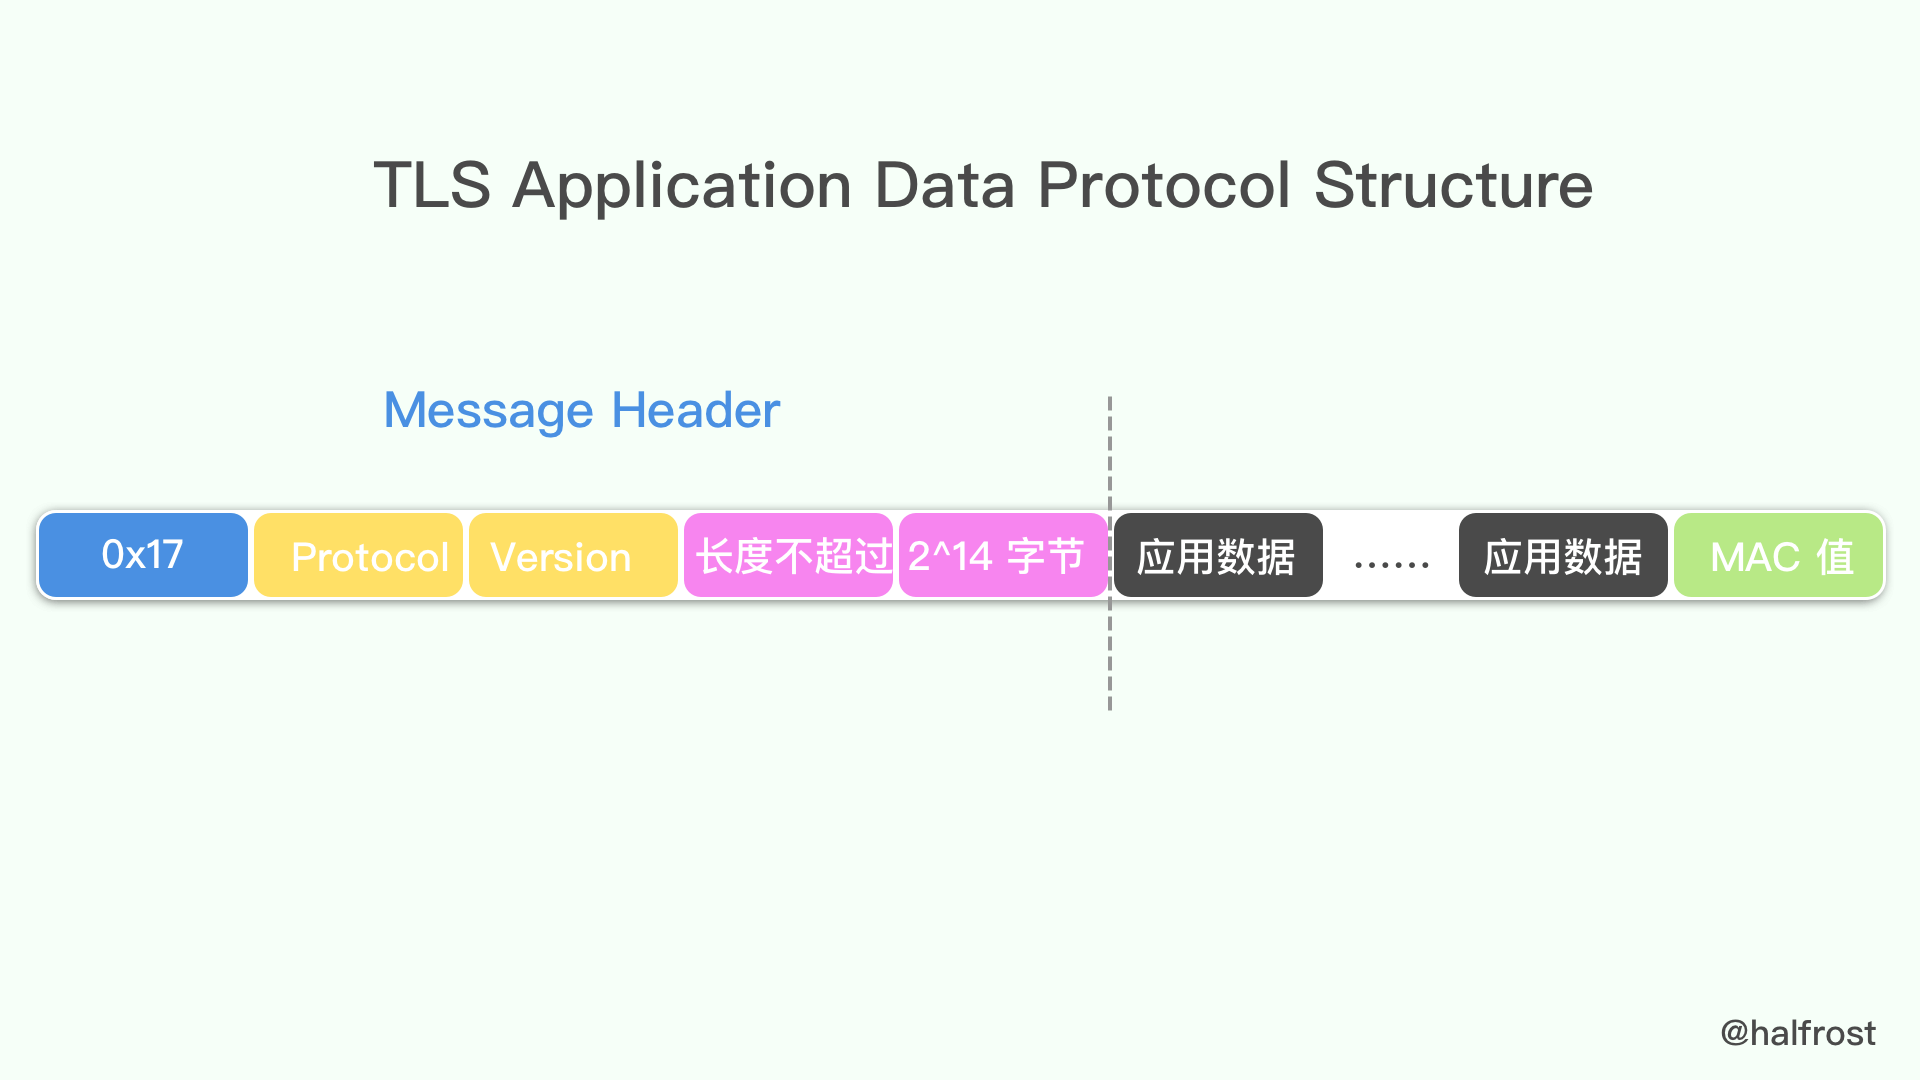 TLS Application Data Protocol Structure
Message Header
0x17 Protocol Version 长度不超过 2^14 字节 应用数据 …… 应用数据 MAC 值
@halfrost